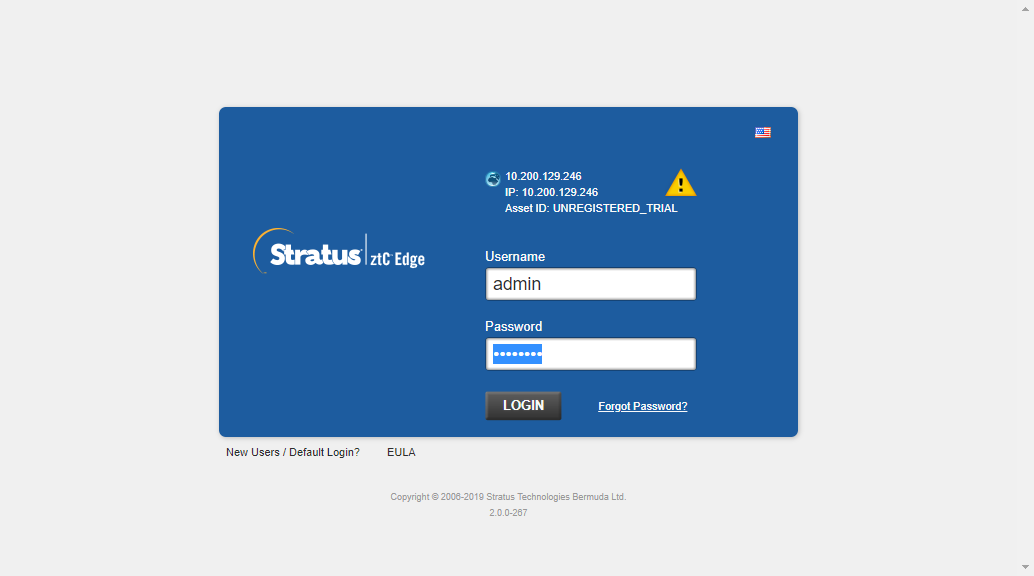 10.200.129.246
IP: 10.200.129.246
Asset ID: UNREGISTERED_TRIAL
Stratus ztC Edge
Username
admin
Password
••••••••
LOGIN Forgot Password?
New Users / Default Login? EULA
Copyright © 2006-2019 Stratus Technologies Bermuda Ltd.
2.0.0-267